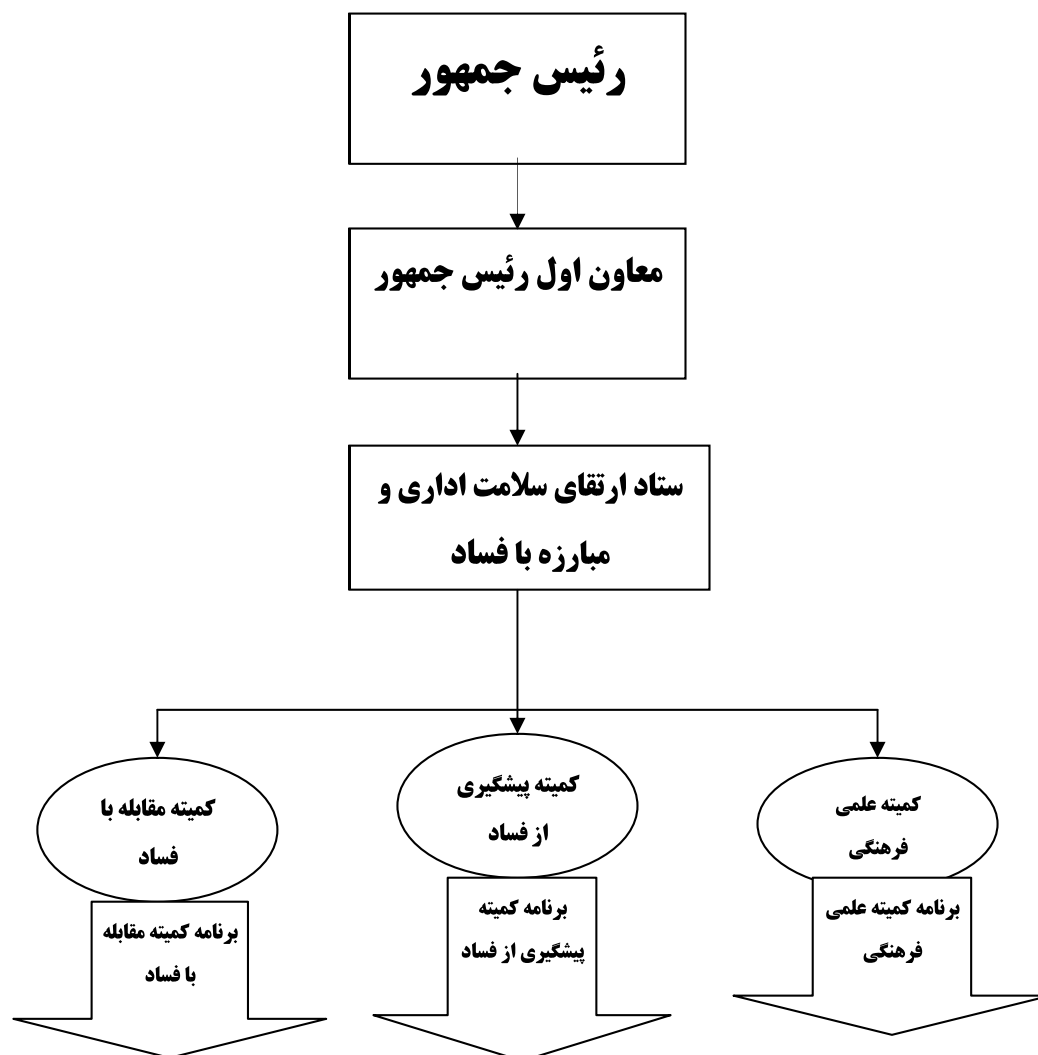 رئیس جمهور
معاون اول رئیس جمهور
ستاد ارتقای سلامت اداری و
مبارزه با فساد
کمیته علمی
فرهنگی
کمیته پیشگیری
از فساد
کمیته مقابله با
فساد
برنامه کمیته علمی
فرهنگی
برنامه کمیته
پیشگیری از فساد
برنامه کمیته مقابله
با فساد